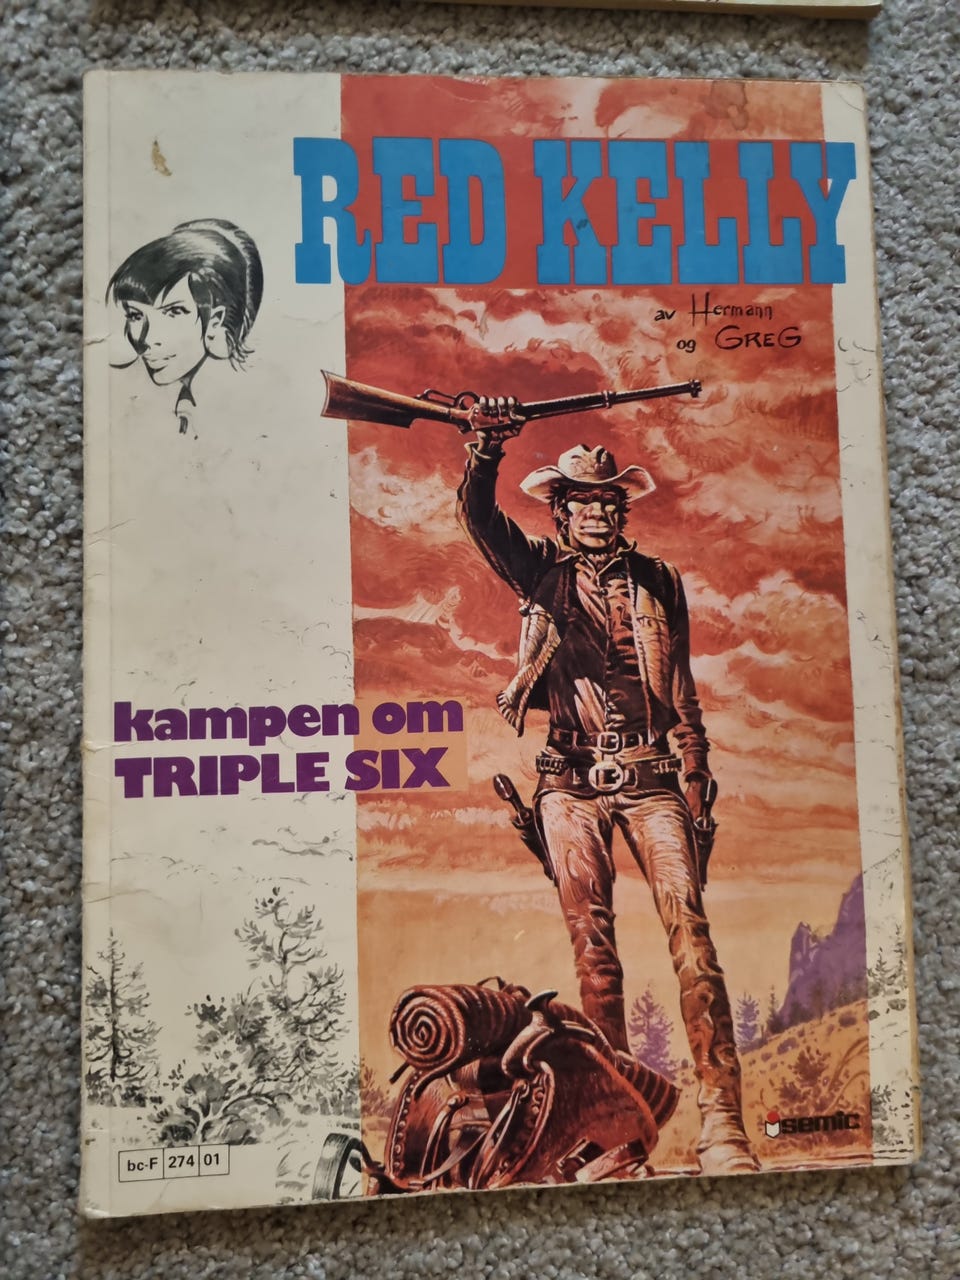 RED KELLY
av Hermann
og GREG
kampen om
TRIPLE SIX
semic
bc-F 274 01